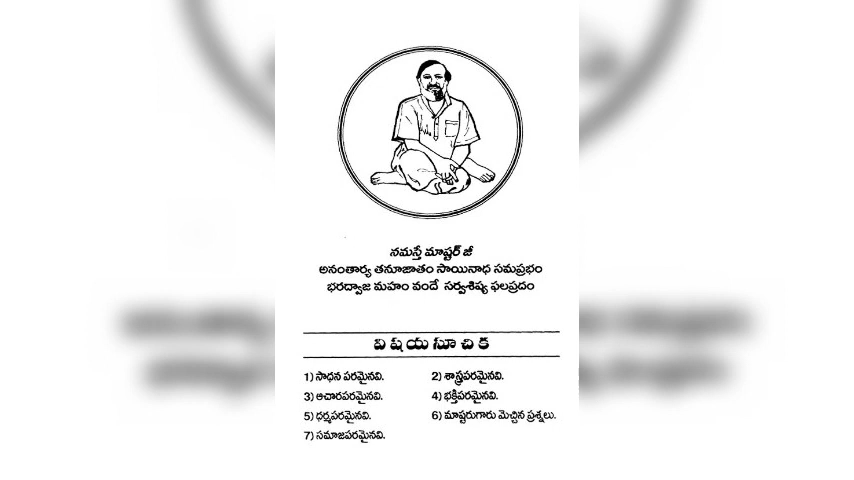 నమస్తే మాష్టర్ జీ
అనంతార్య తనూజాతం సాయినాధ సమప్రభం
భరద్వాజ మహం వందే సర్వశిష్య ఫలప్రదం
విషయసూచిక
1) సాధన పరమైనవి. 2) శాస్త్రపరమైనవి.
3) ఆచారపరమైనవి. 4) భక్తిపరమైనవి.
5) ధర్మపరమైనవి. 6) మాష్టరుగారు మెచ్చిన ప్రశ్నలు.
7) సమాజపరమైనవి.